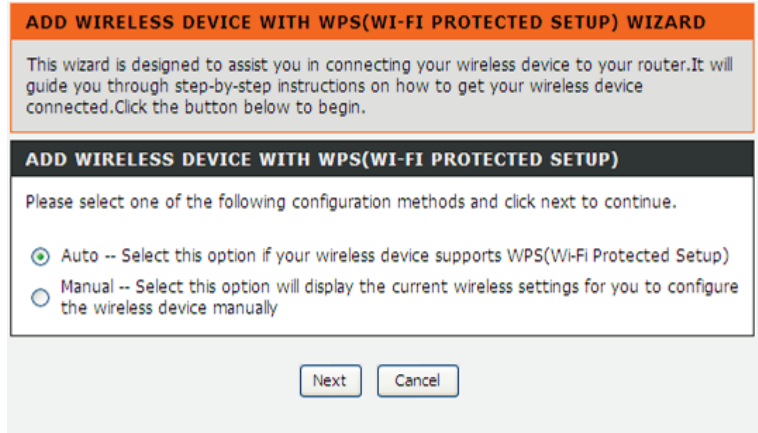 ADD WIRELESS DEVICE WITH WPS(WI-FI PROTECTED SETUP) WIZARD
This wizard is designed to assist you in connecting your wireless device to your router.It will
guide you through step-by-step instructions on how to get your wireless device
connected.Click the button below to begin.
ADD WIRELESS DEVICE WITH WPS(WI-FI PROTECTED SETUP)
Please select one of the following configuration methods and click next to continue.
Auto -- Select this option if your wireless device supports WPS(Wi-Fi Protected Setup)
Manual -- Select this option will display the current wireless settings for you to configure
the wireless device manually
Next Cancel